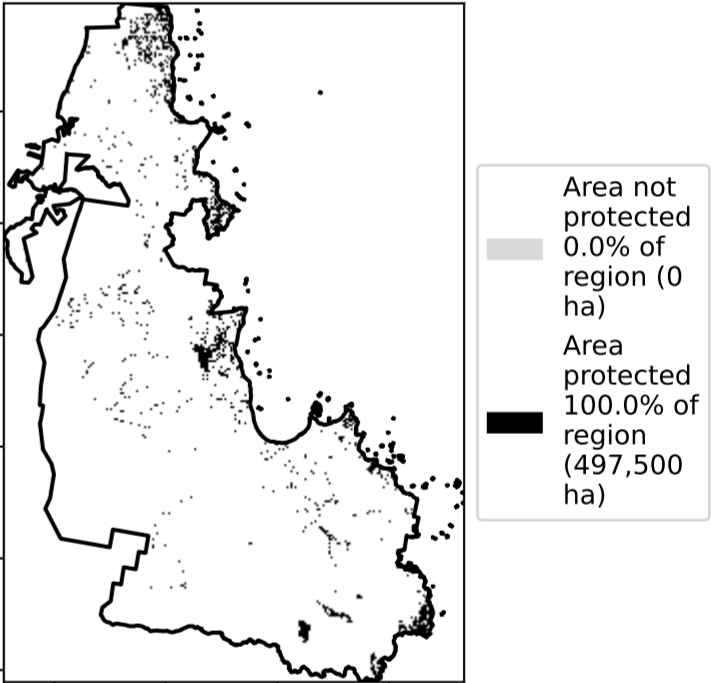 Area not
protected
0.0% of
region (0
ha)
Area
protected
100.0% of
region
(497,500
ha)